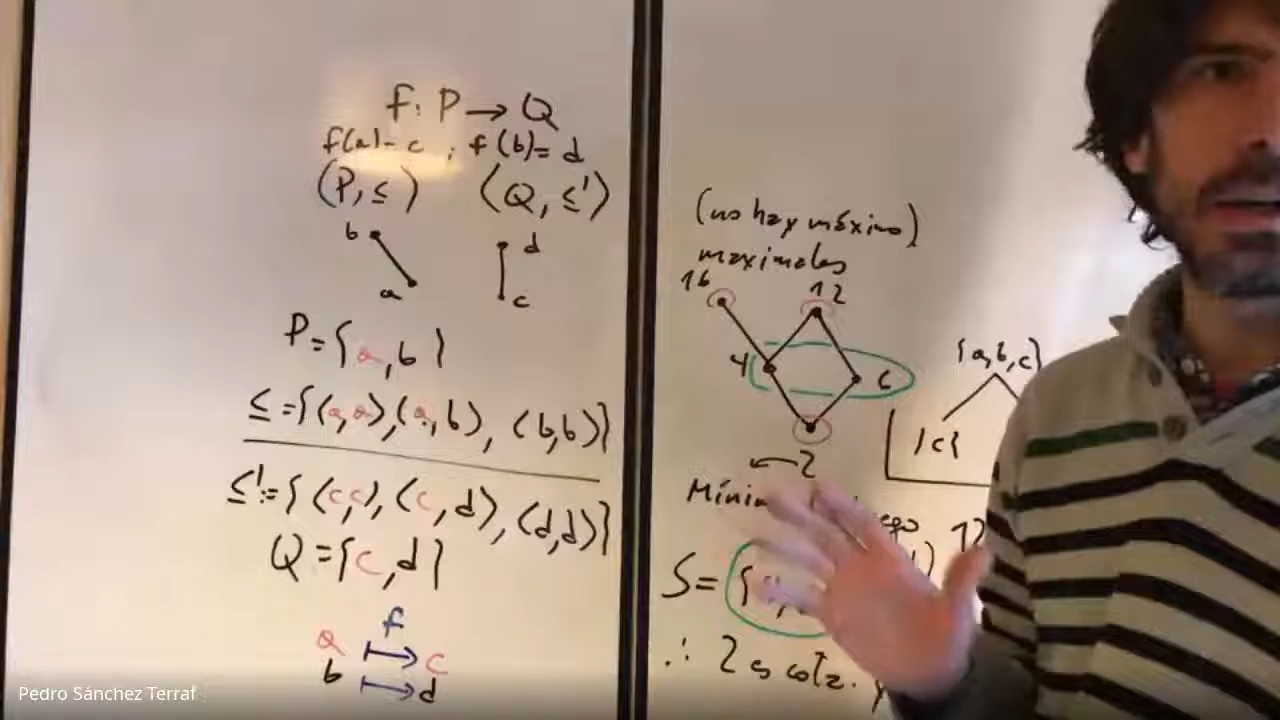 f: P → Q
f(a)= c ; f(b)= d
(P, ≤) ⟨Q, ≤'⟩
b
d
a
c
P={a,b}
≤ ={(a,a),(a,b), (b,b)}
≤':={(c,c), (c,d), (d,d)}
Q={c,d}
f
a ↦ c
b ↦ d
(no hay máximo)
maximales
16 12
4 6
2
{a,b,c}
{c}
S= {
∴ 2 es cota
Pedro Sánchez Terraf